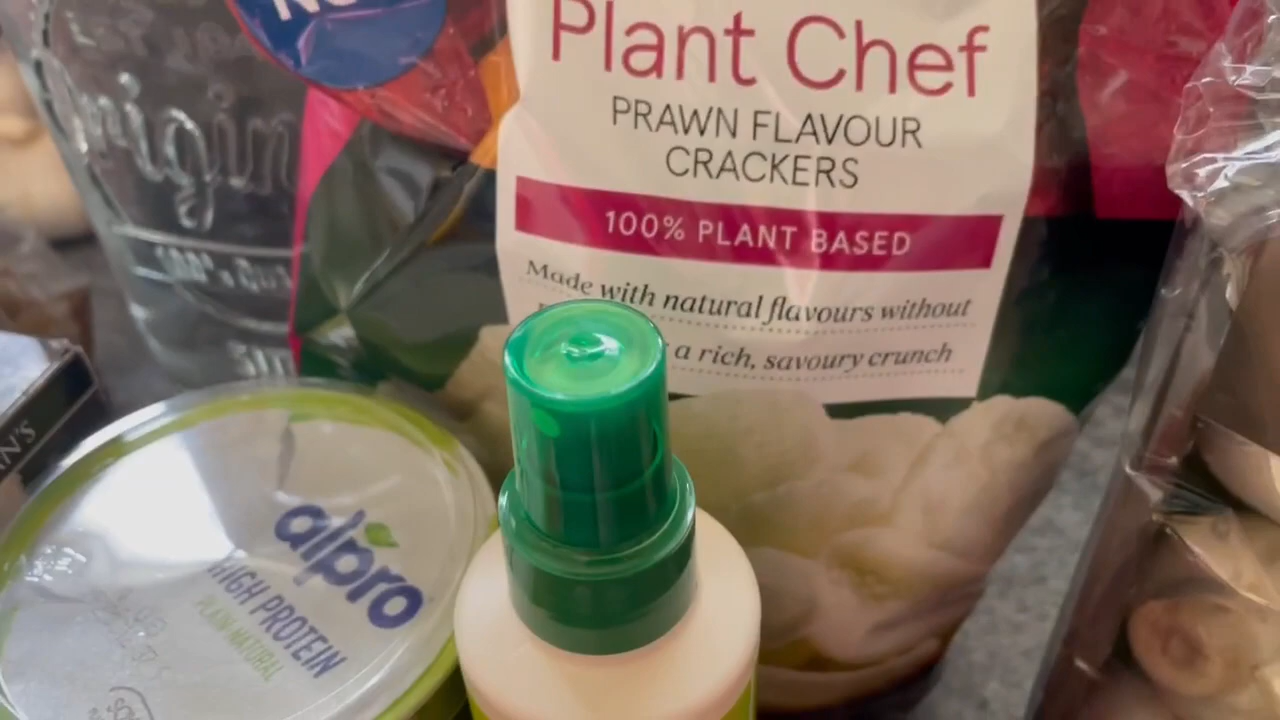 Plant Chef
PRAWN FLAVOUR
CRACKERS
100% PLANT BASED
Made with natural flavours without
a rich, savoury crunch
alpro
HIGH PROTEIN
PLAIN NATURAL